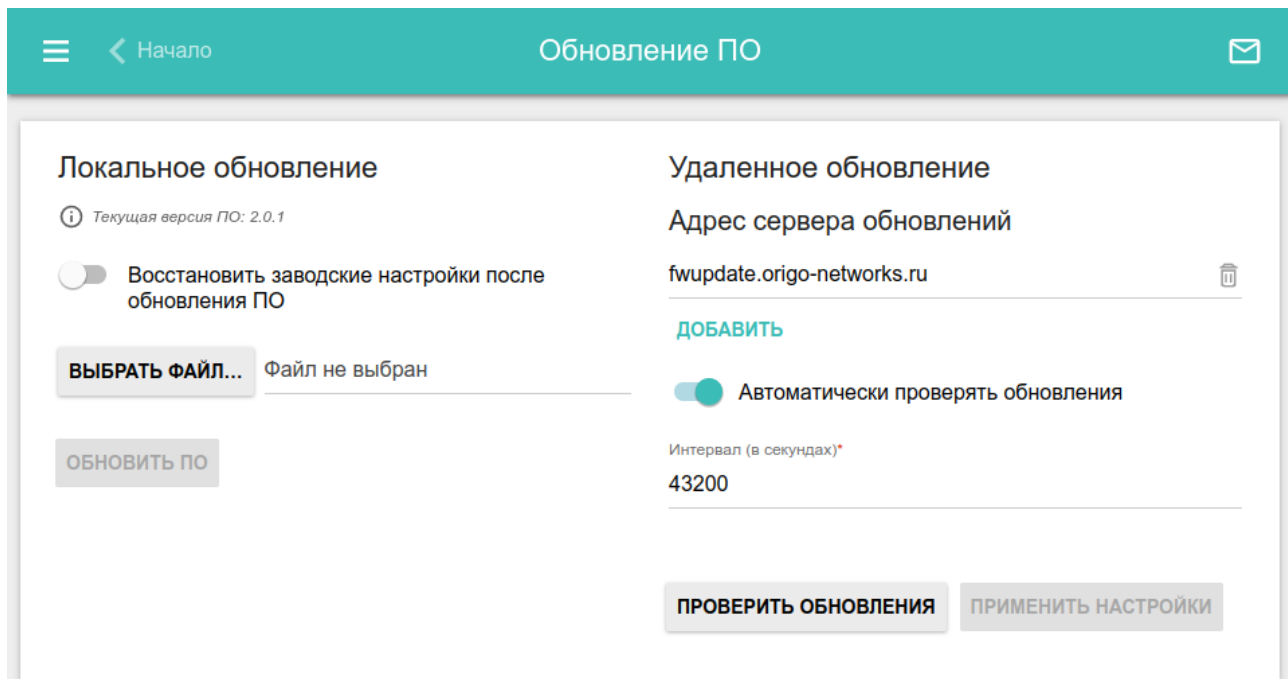 Начало
Обновление ПО
Локальное обновление
Текущая версия ПО: 2.0.1
Восстановить заводские настройки после
обновления ПО
ВЫБРАТЬ ФАЙЛ... Файл не выбран
ОБНОВИТЬ ПО
Удаленное обновление
Адрес сервера обновлений
fwupdate.origo-networks.ru
ДОБАВИТЬ
Автоматически проверять обновления
Интервал (в секундах)*
43200
ПРОВЕРИТЬ ОБНОВЛЕНИЯ ПРИМЕНИТЬ НАСТРОЙКИ